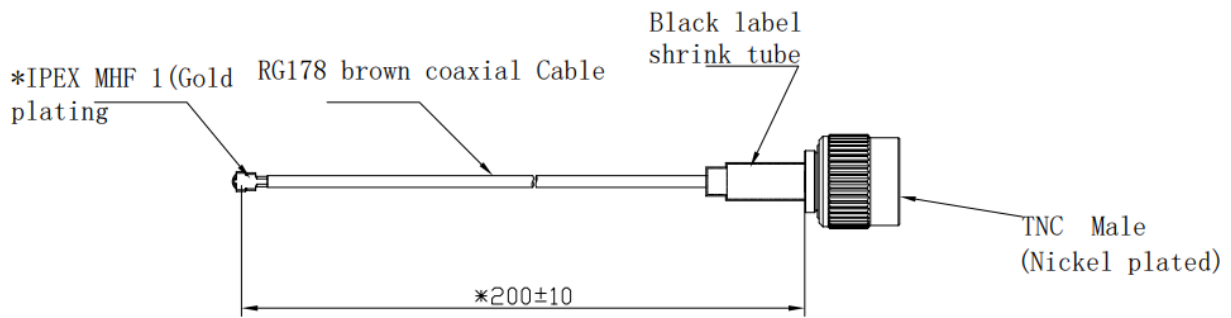 *IPEX MHF 1(Gold
plating
RG178 brown coaxial Cable
Black label
shrink tube
TNC Male
(Nickel plated)
*200±10